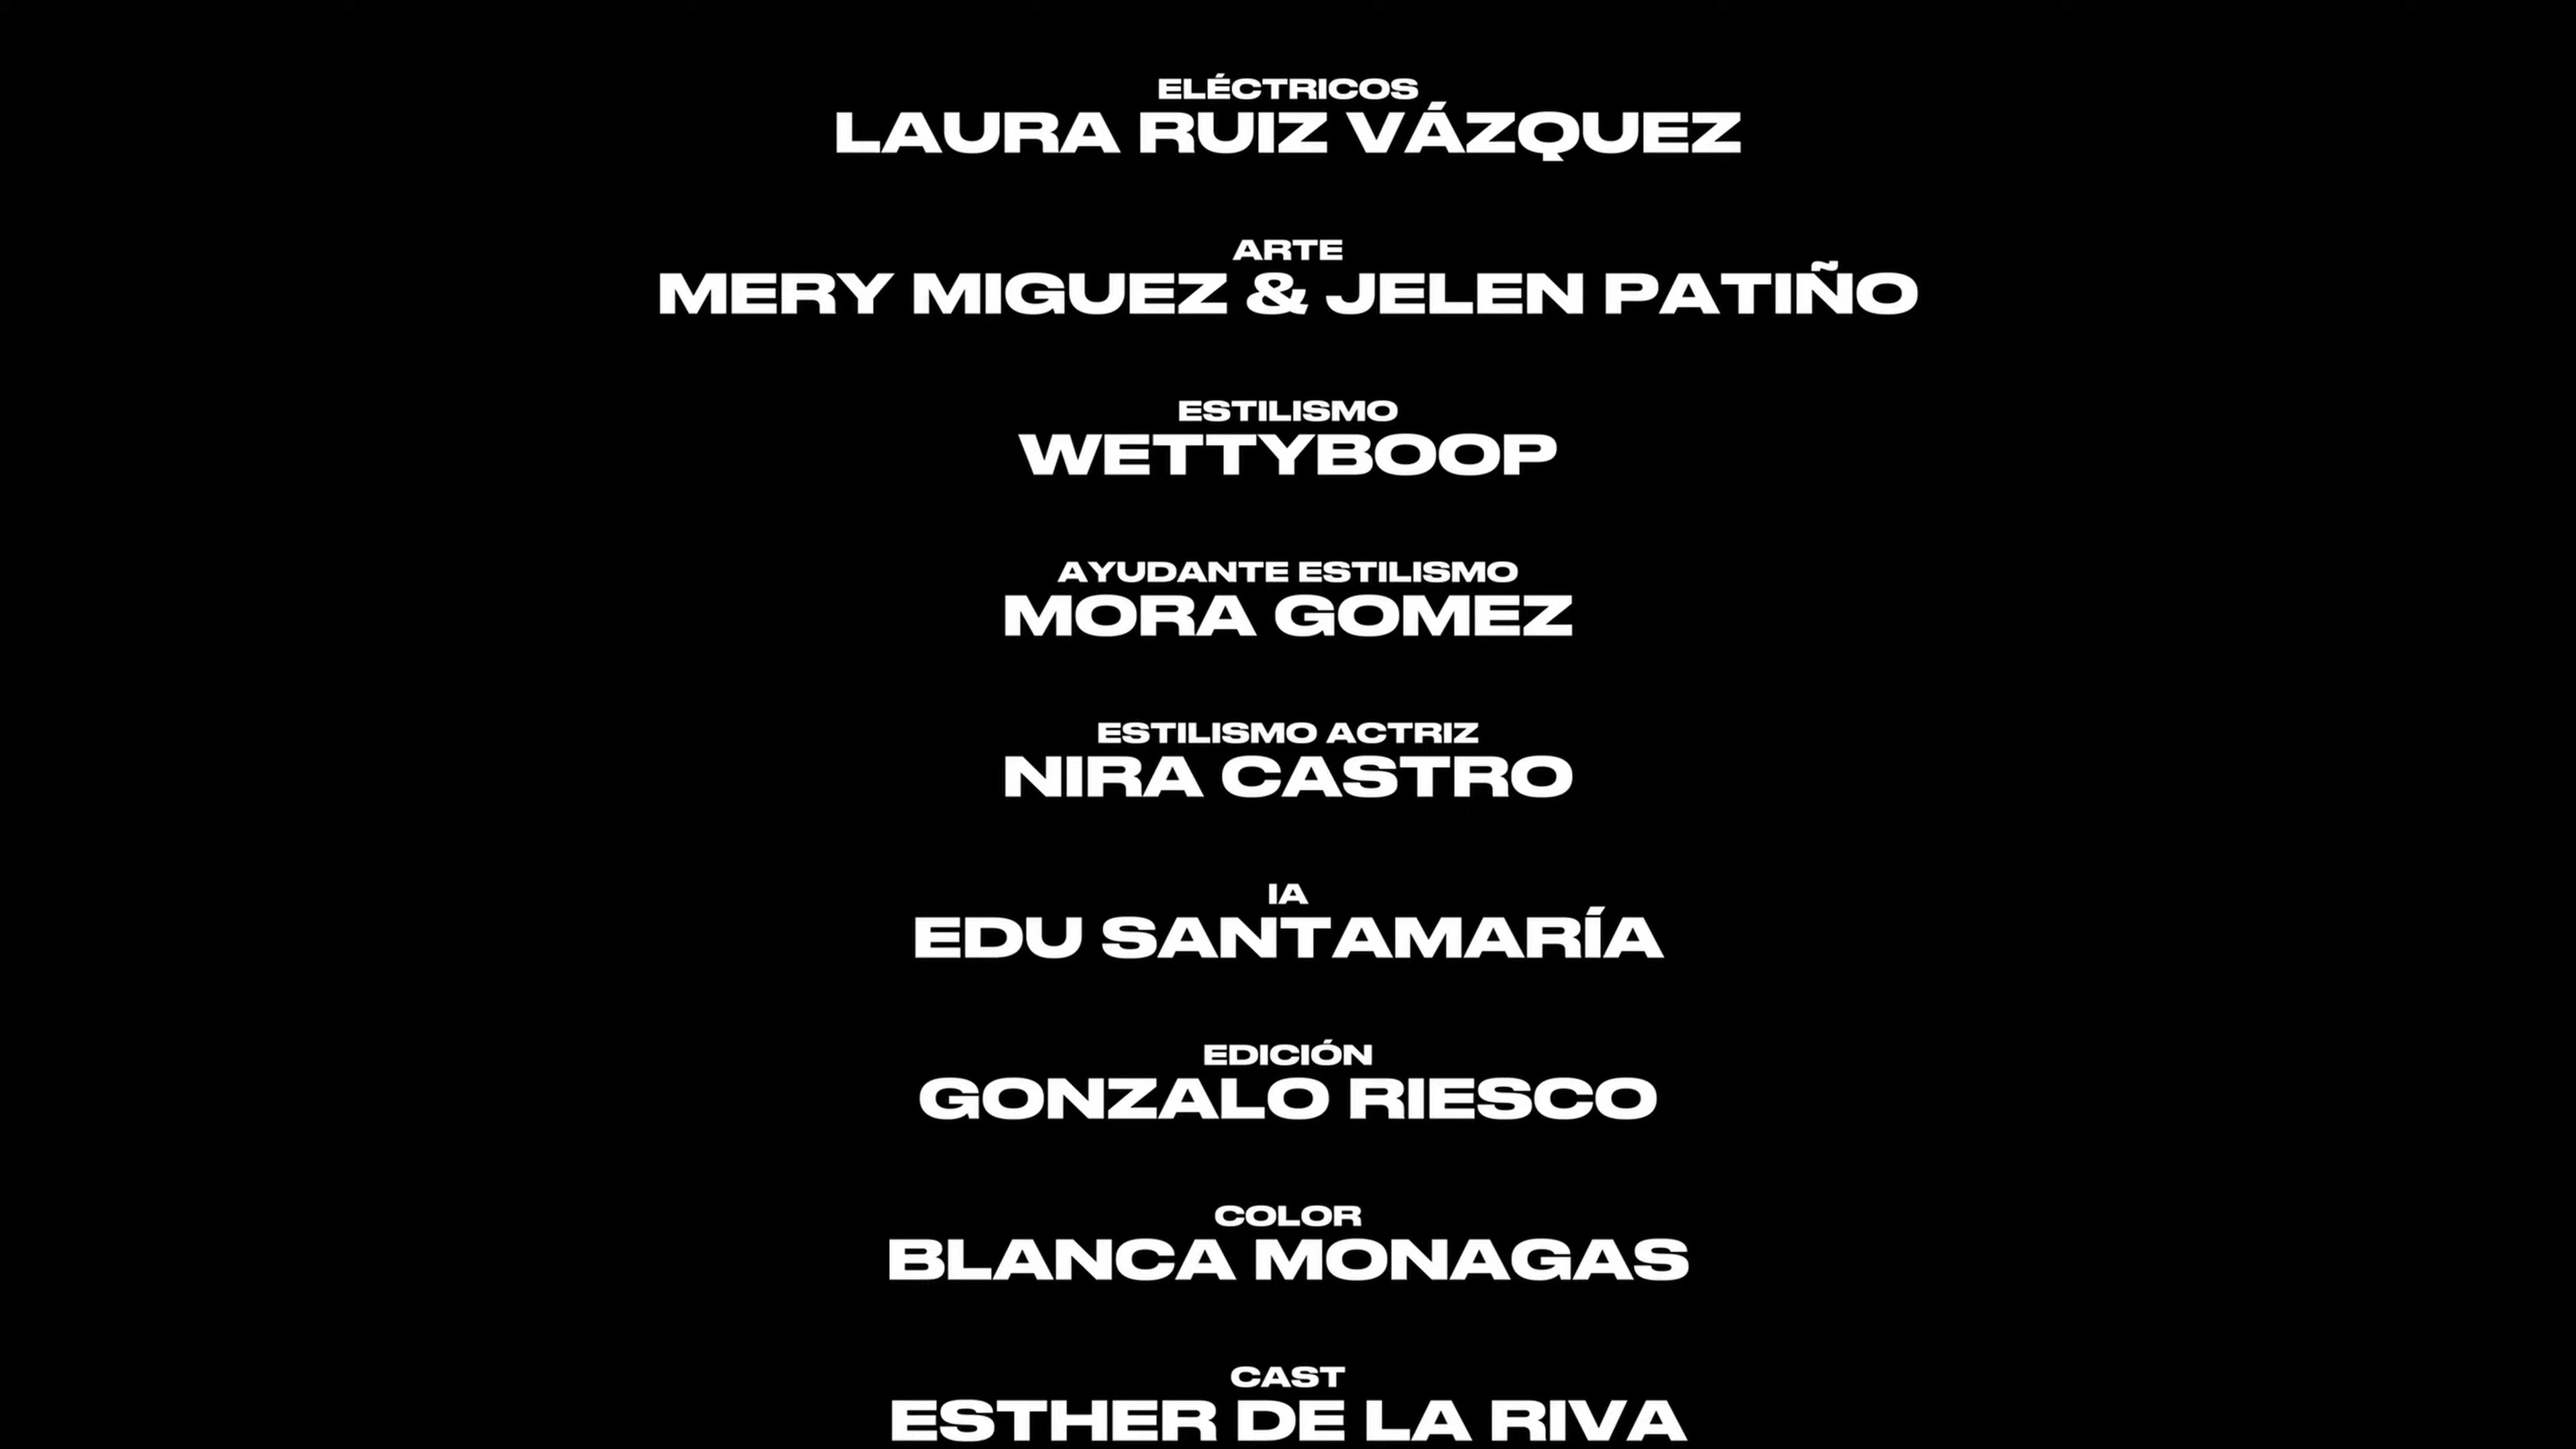 ELÉCTRICOS
LAURA RUIZ VÁZQUEZ
ARTE
MERY MIGUEZ & JELEN PATIÑO
ESTILISMO
WETTYBOOP
AYUDANTE ESTILISMO
MORA GOMEZ
ESTILISMO ACTRIZ
NIRA CASTRO
IA
EDU SANTAMARÍA
EDICIÓN
GONZALO RIESCO
COLOR
BLANCA MONAGAS
CAST
ESTHER DE LA RIVA